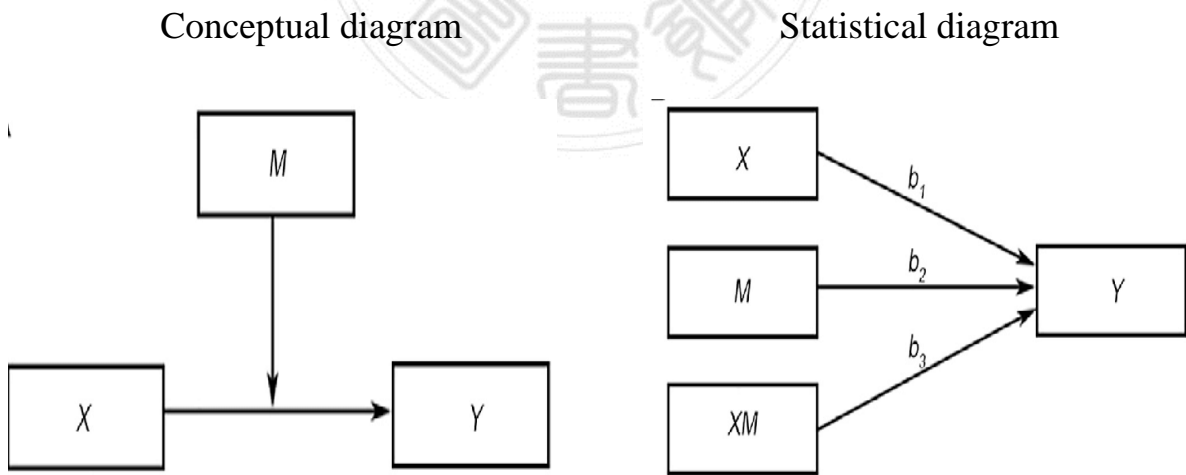 Conceptual diagram
Statistical diagram
M
X
Y
X
M
XM
b₁
b₂
b₃
Y